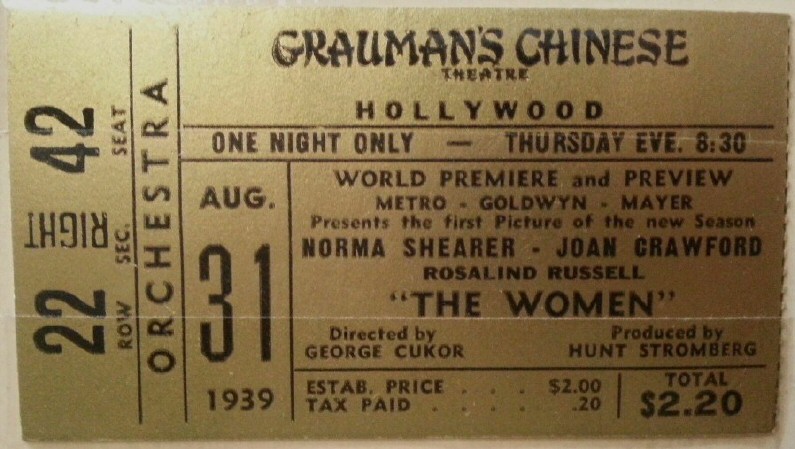 GRAUMAN'S CHINESE
THEATRE
HOLLYWOOD
ONE NIGHT ONLY — THURSDAY EVE. 8:30
AUG.
31
1939
WORLD PREMIERE and PREVIEW
METRO - GOLDWYN - MAYER
Presents the first Picture of the new Season
NORMA SHEARER - JOAN CRAWFORD
ROSALIND RUSSELL
"THE WOMEN"
Directed by
GEORGE CUKOR
Produced by
HUNT STROMBERG
ESTAB. PRICE . . . $2.00
TAX PAID . . . . .20
TOTAL
$2.20
ORCHESTRA
22 RIGHT 42
ROW SEC. SEAT